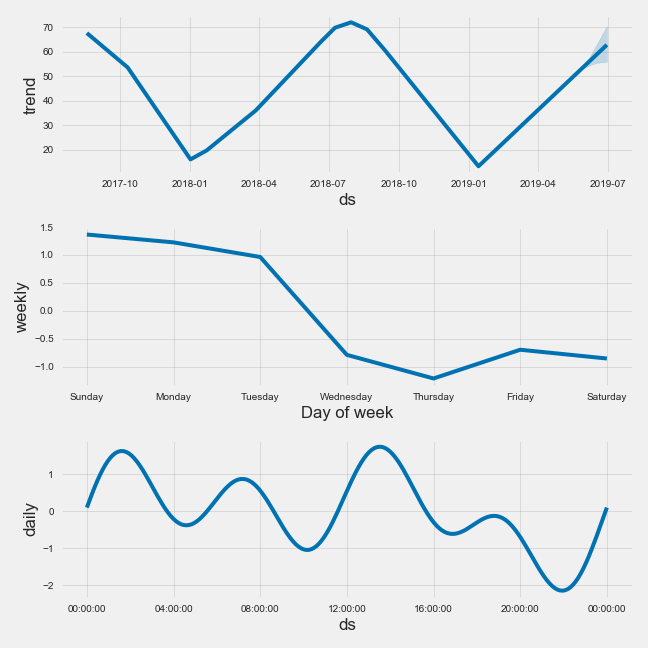 70
60
50
40
30
20
trend
2017-10 2018-01 2018-04 2018-07 2018-10 2019-01 2019-04 2019-07
ds
1.5
1.0
0.5
0.0
−0.5
−1.0
weekly
Sunday Monday Tuesday Wednesday Thursday Friday Saturday
Day of week
1
0
−1
−2
daily
00:00:00 04:00:00 08:00:00 12:00:00 16:00:00 20:00:00 00:00:00
ds